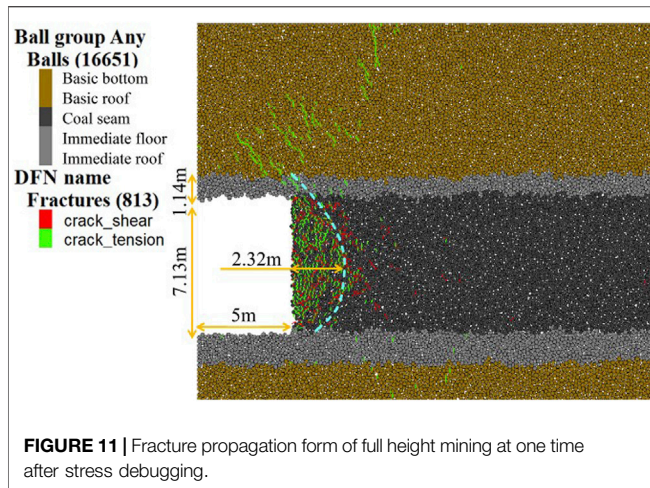 Ball group Any
Balls (16651)
Basic bottom
Basic roof
Coal seam
Immediate floor
Immediate roof
DFN name
Fractures (813)
crack_shear
crack_tension
1.14m
7.13m
2.32m
5m
FIGURE 11 | Fracture propagation form of full height mining at one time
after stress debugging.